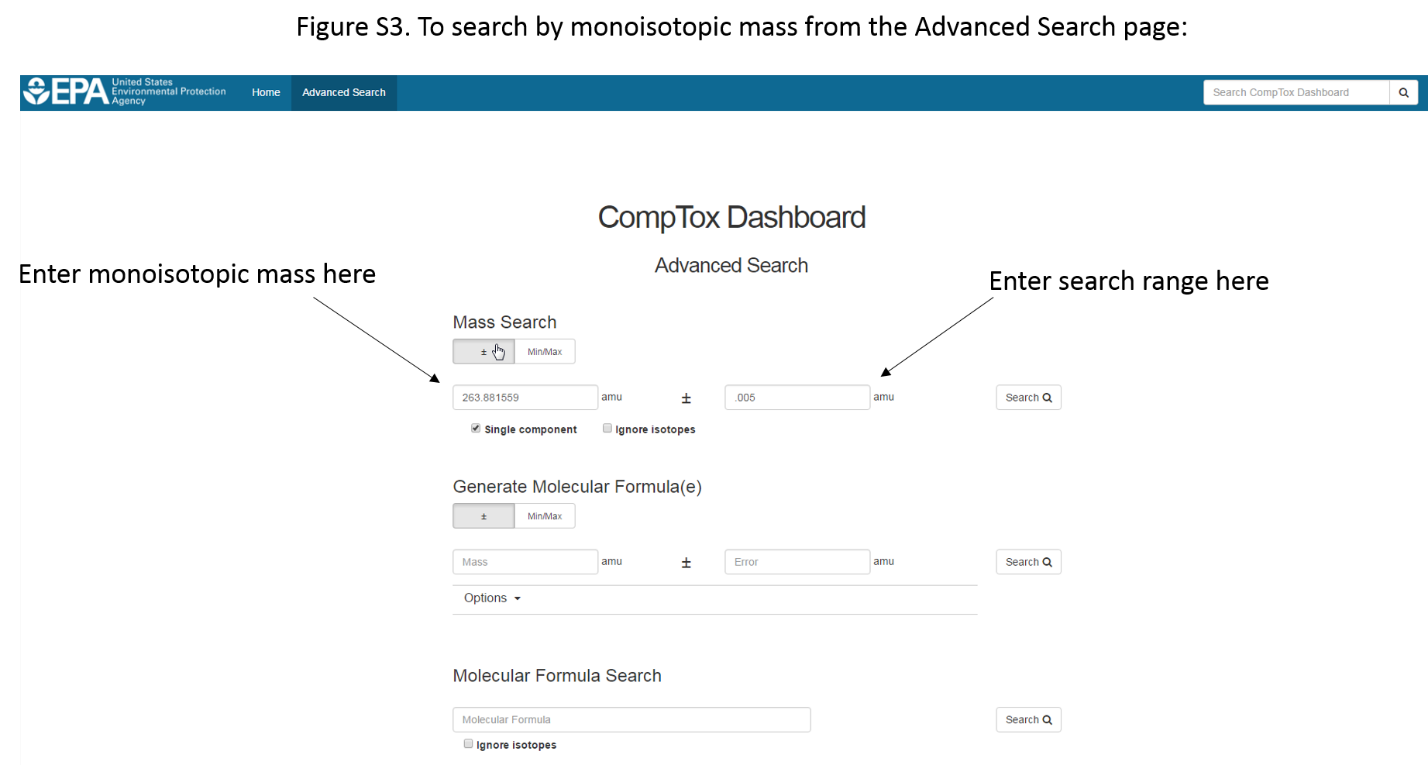 Figure S3. To search by monoisotopic mass from the Advanced Search page:
EPA United States
Environmental Protection
Agency
Home Advanced Search
Search CompTox Dashboard
CompTox Dashboard
Advanced Search
Enter monoisotopic mass here
Enter search range here
Mass Search
± Min/Max
263.881559 amu ± .005 amu Search
Single component Ignore isotopes
Generate Molecular Formula(e)
± Min/Max
Mass amu ± Error amu Search
Options
Molecular Formula Search
Molecular Formula Search
Ignore isotopes